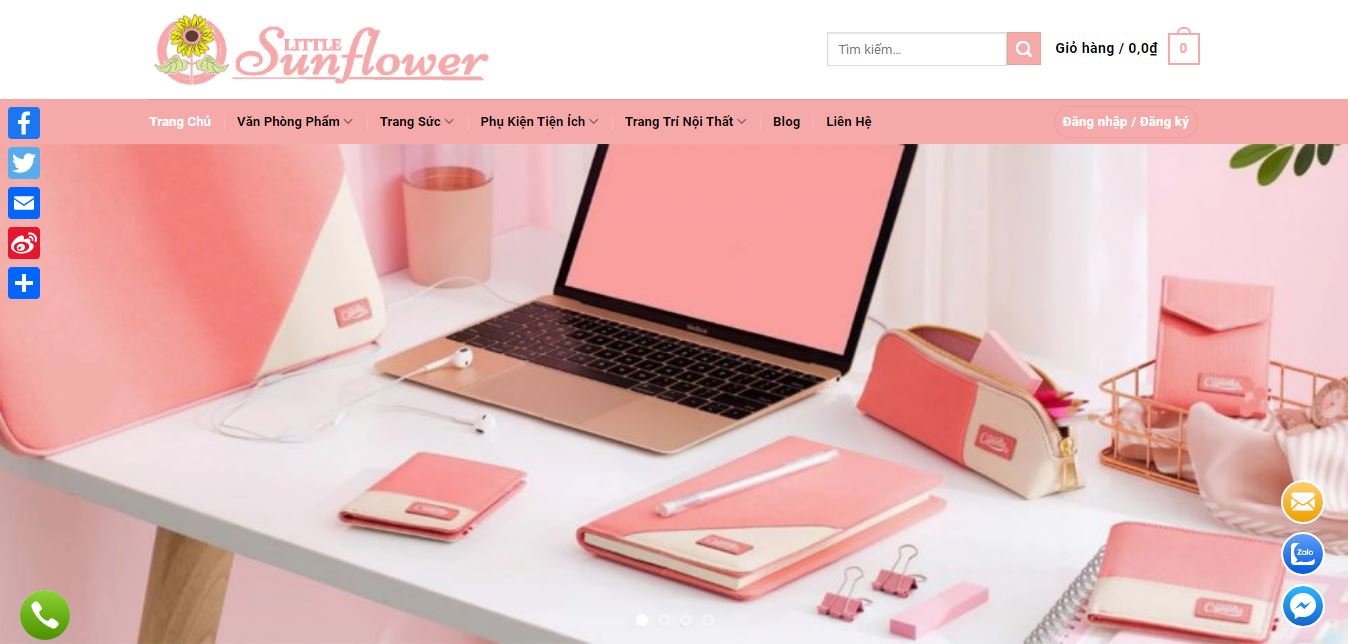 LITTLE
Sunflower
Tìm kiếm...
Giỏ hàng / 0,0₫
0
Trang Chủ
Văn Phòng Phẩm
Trang Sức
Phụ Kiện Tiện Ích
Trang Trí Nội Thất
Blog
Liên Hệ
Đăng nhập / Đăng ký
MacBook
Zalo